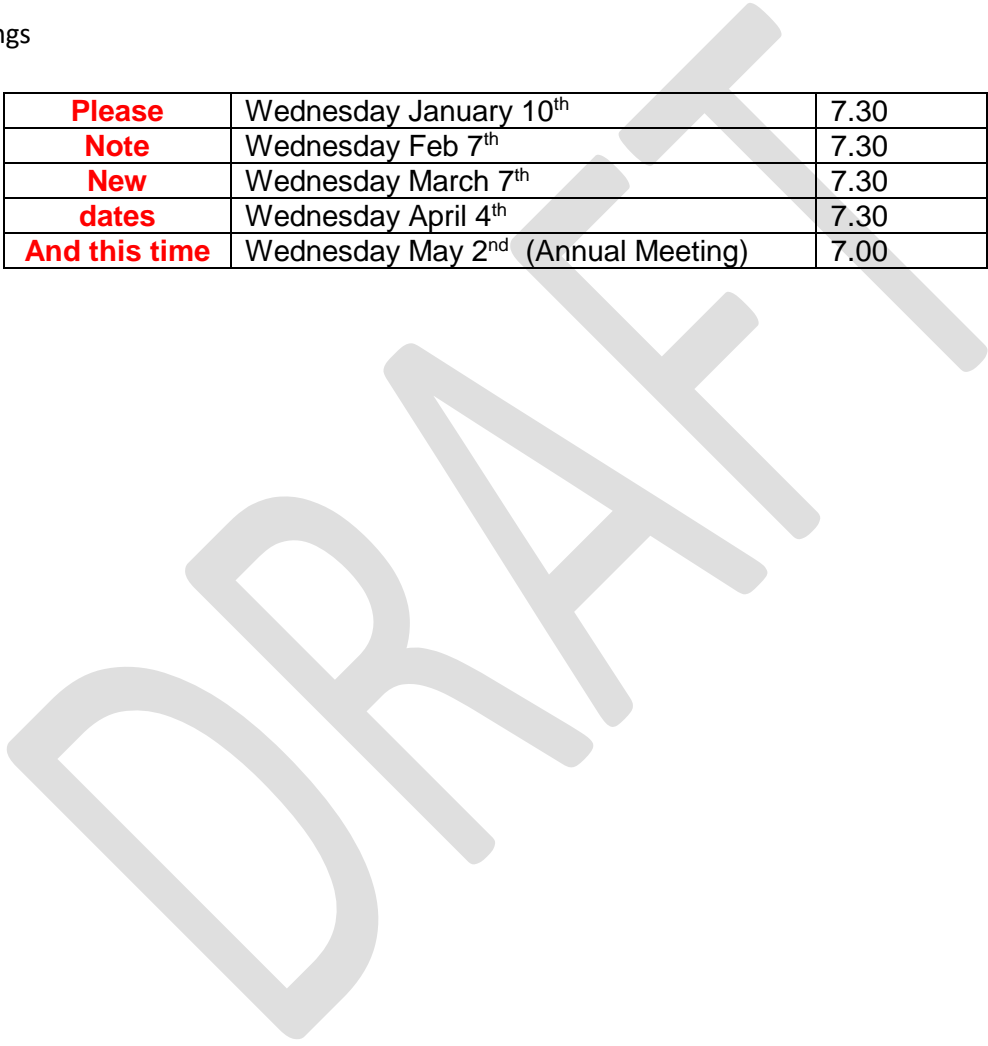 ngs
Please Wednesday January 10th 7.30
Note Wednesday Feb 7th 7.30
New Wednesday March 7th 7.30
dates Wednesday April 4th 7.30
And this time Wednesday May 2nd (Annual Meeting) 7.00
DRAFT